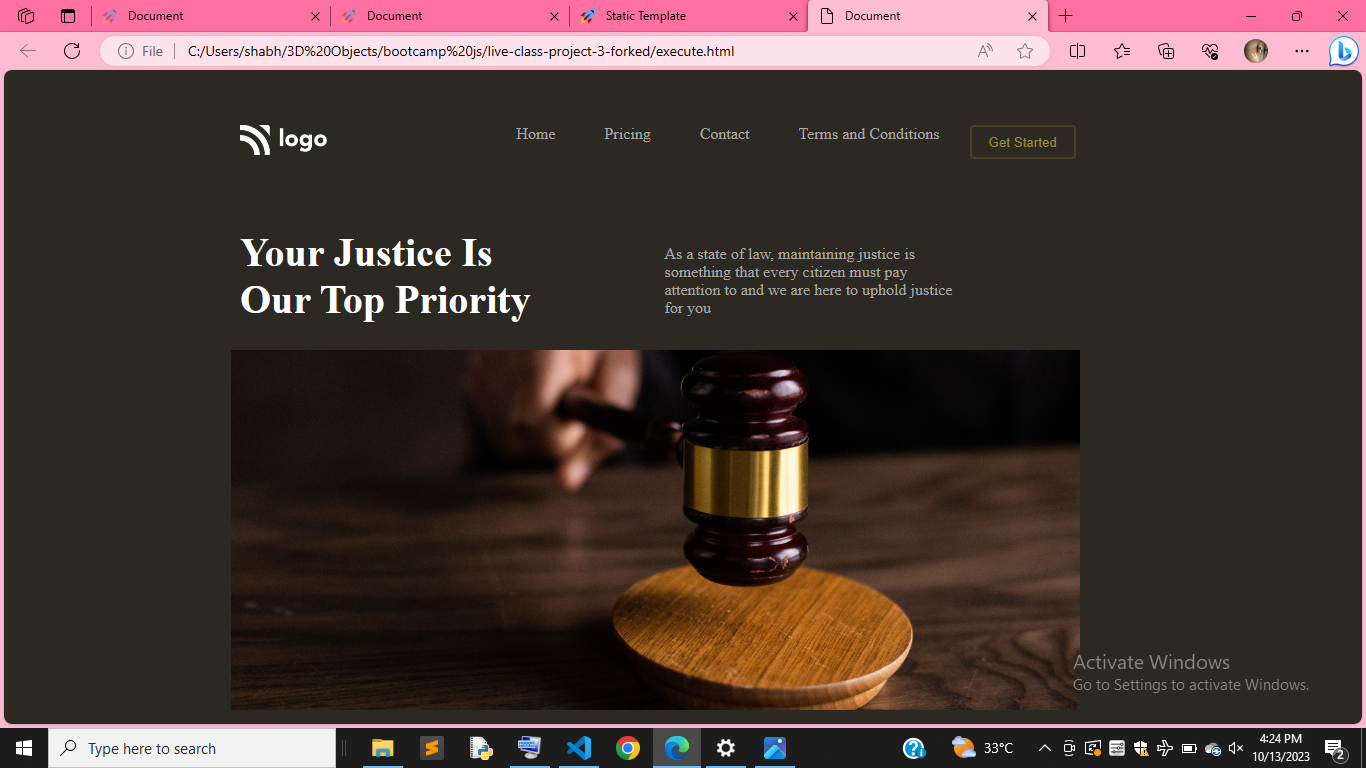 Document
Document
Static Template
Document
File
C:/Users/shabh/3D%20Objects/bootcamp%20js/live-class-project-3-forked/execute.html
logo
Home
Pricing
Contact
Terms and Conditions
Get Started
Your Justice Is
Our Top Priority
As a state of law, maintaining justice is
something that every citizen must pay
attention to and we are here to uphold justice
for you
Activate Windows
Go to Settings to activate Windows.
Type here to search
33°C
4:24 PM
10/13/2023
2